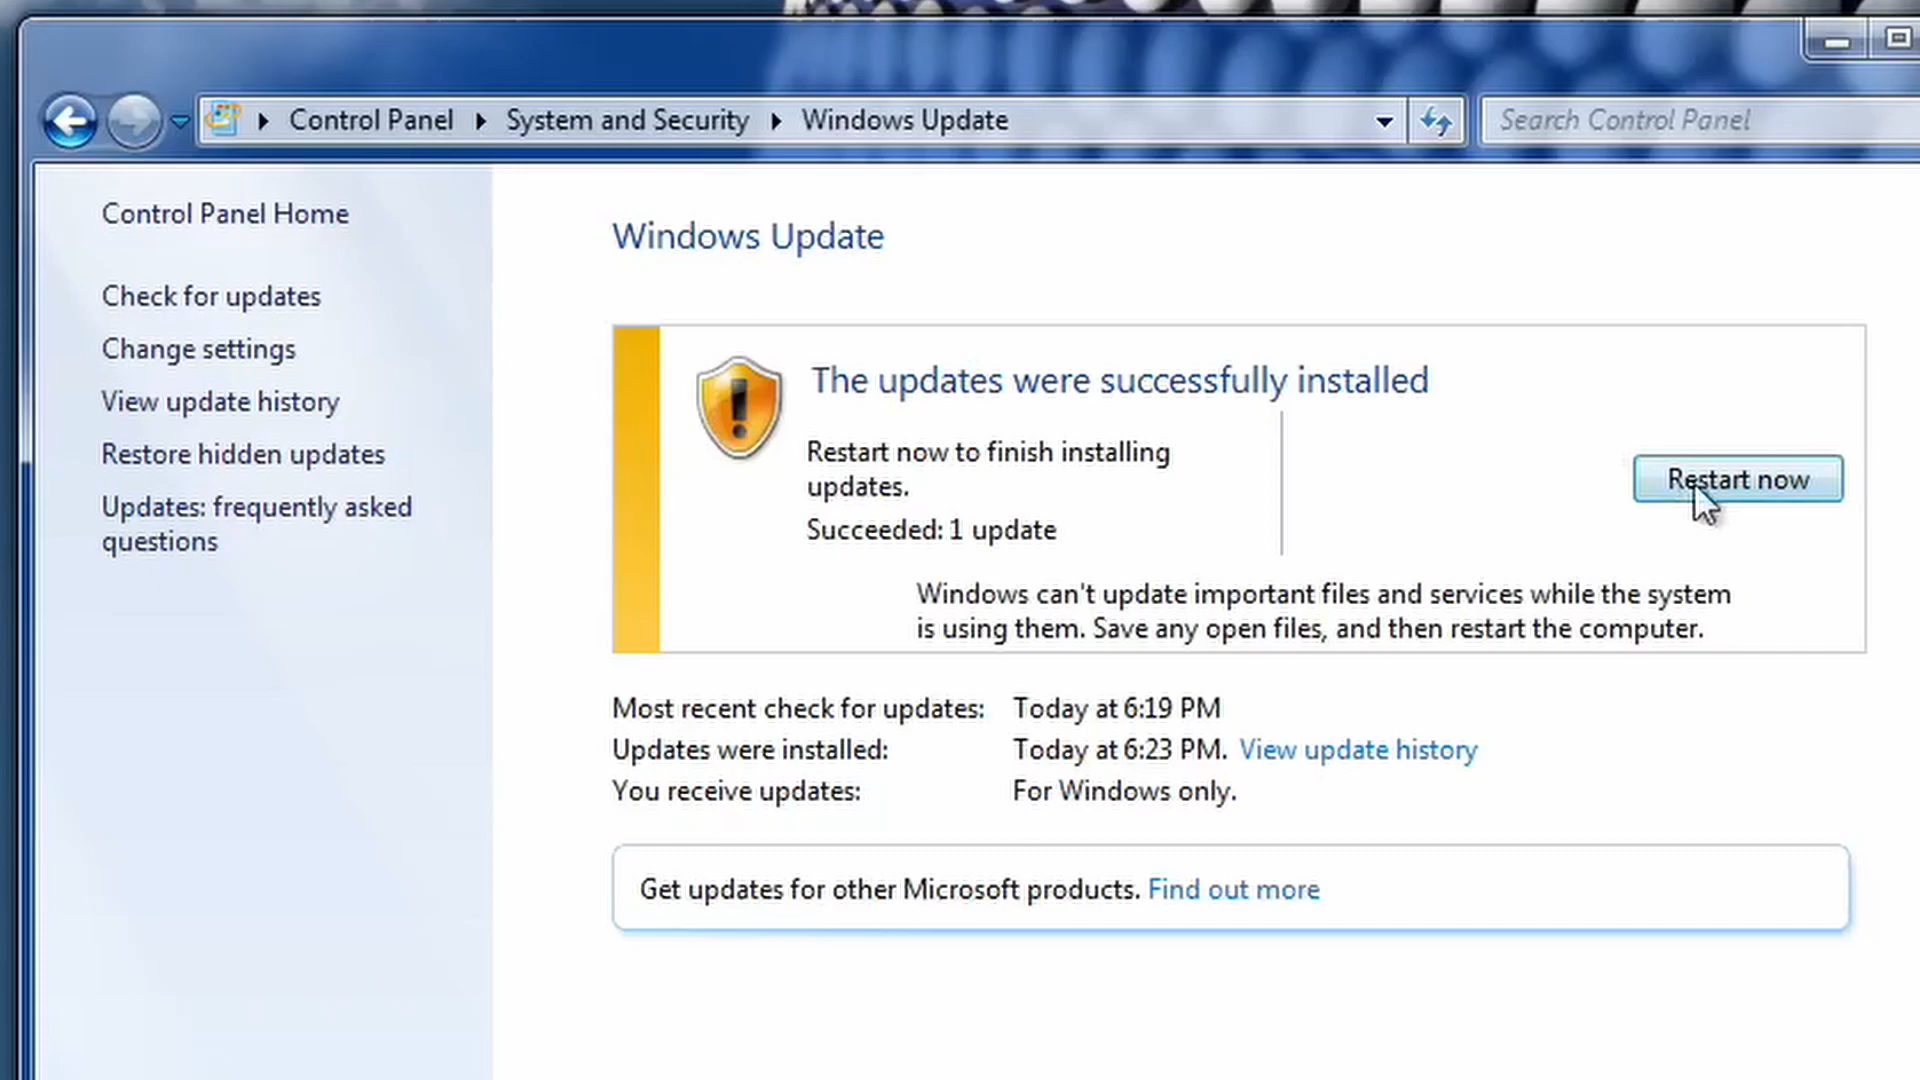 Control Panel System and Security Windows Update
Search Control Panel
Control Panel Home
Check for updates
Change settings
View update history
Restore hidden updates
Updates: frequently asked
questions
Windows Update
The updates were successfully installed
Restart now to finish installing
updates.
Succeeded: 1 update
Restart now
Windows can't update important files and services while the system
is using them. Save any open files, and then restart the computer.
Most recent check for updates: Today at 6:19 PM
Updates were installed: Today at 6:23 PM. View update history
You receive updates: For Windows only.
Get updates for other Microsoft products. Find out more